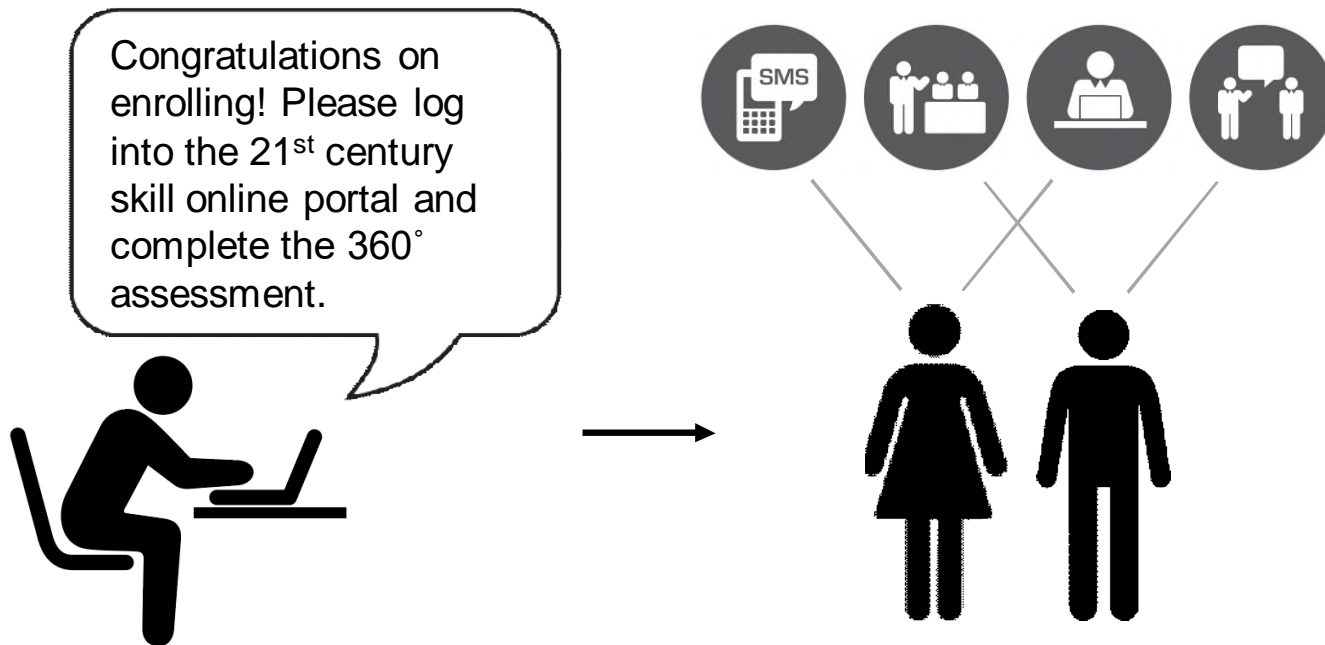 Congratulations on
enrolling! Please log
into the 21st century
skill online portal and
complete the 360˚
assessment.
SMS